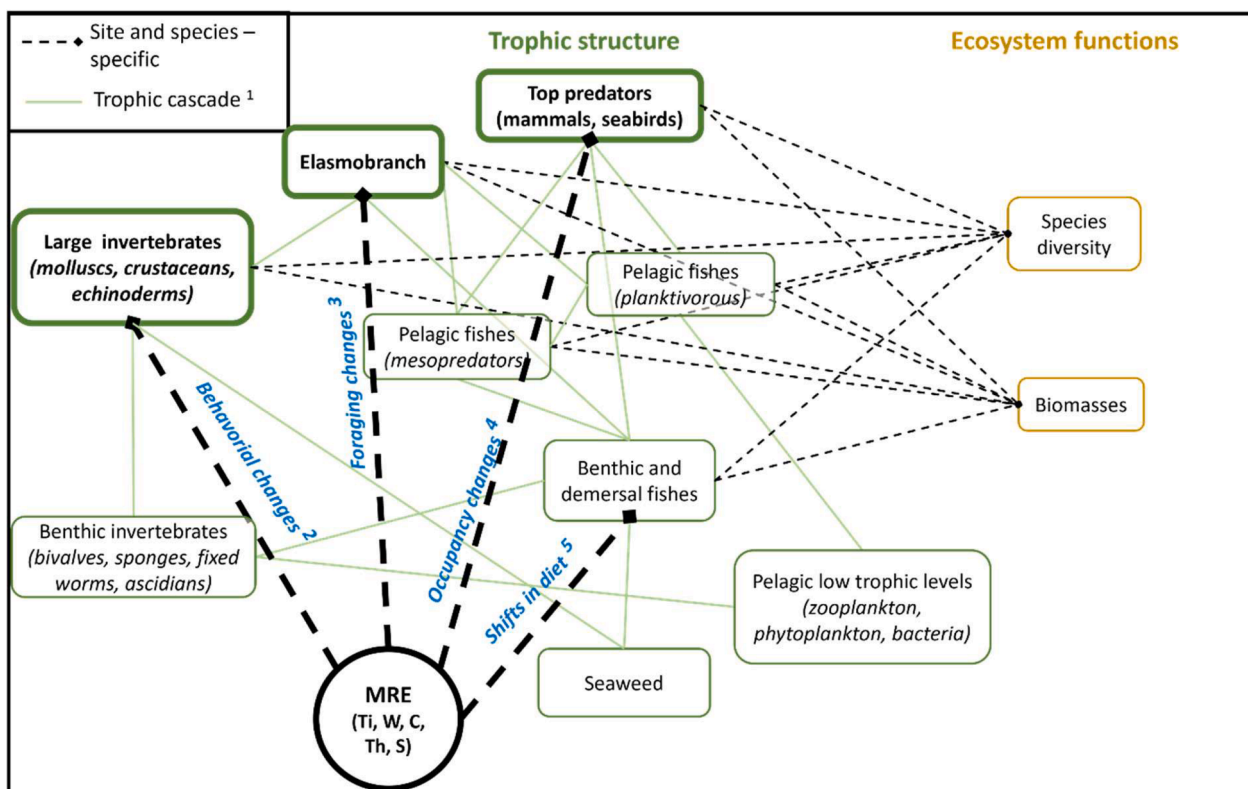 Site and species –
specific
Trophic cascade 1
Trophic structure
Ecosystem functions
Top predators
(mammals, seabirds)
Elasmobranch
Large invertebrates
(molluscs, crustaceans,
echinoderms)
Species
diversity
Pelagic fishes
(planktivorous)
Pelagic fishes
(mesopredators)
Biomasses
Behavorial changes 2
Foraging changes 3
Occupancy changes 4
Shifts in diet 5
Benthic and
demersal fishes
Benthic invertebrates
(bivalves, sponges, fixed
worms, ascidians)
Pelagic low trophic levels
(zooplankton,
phytoplankton, bacteria)
Seaweed
MRE
(Ti, W, C,
Th, S)